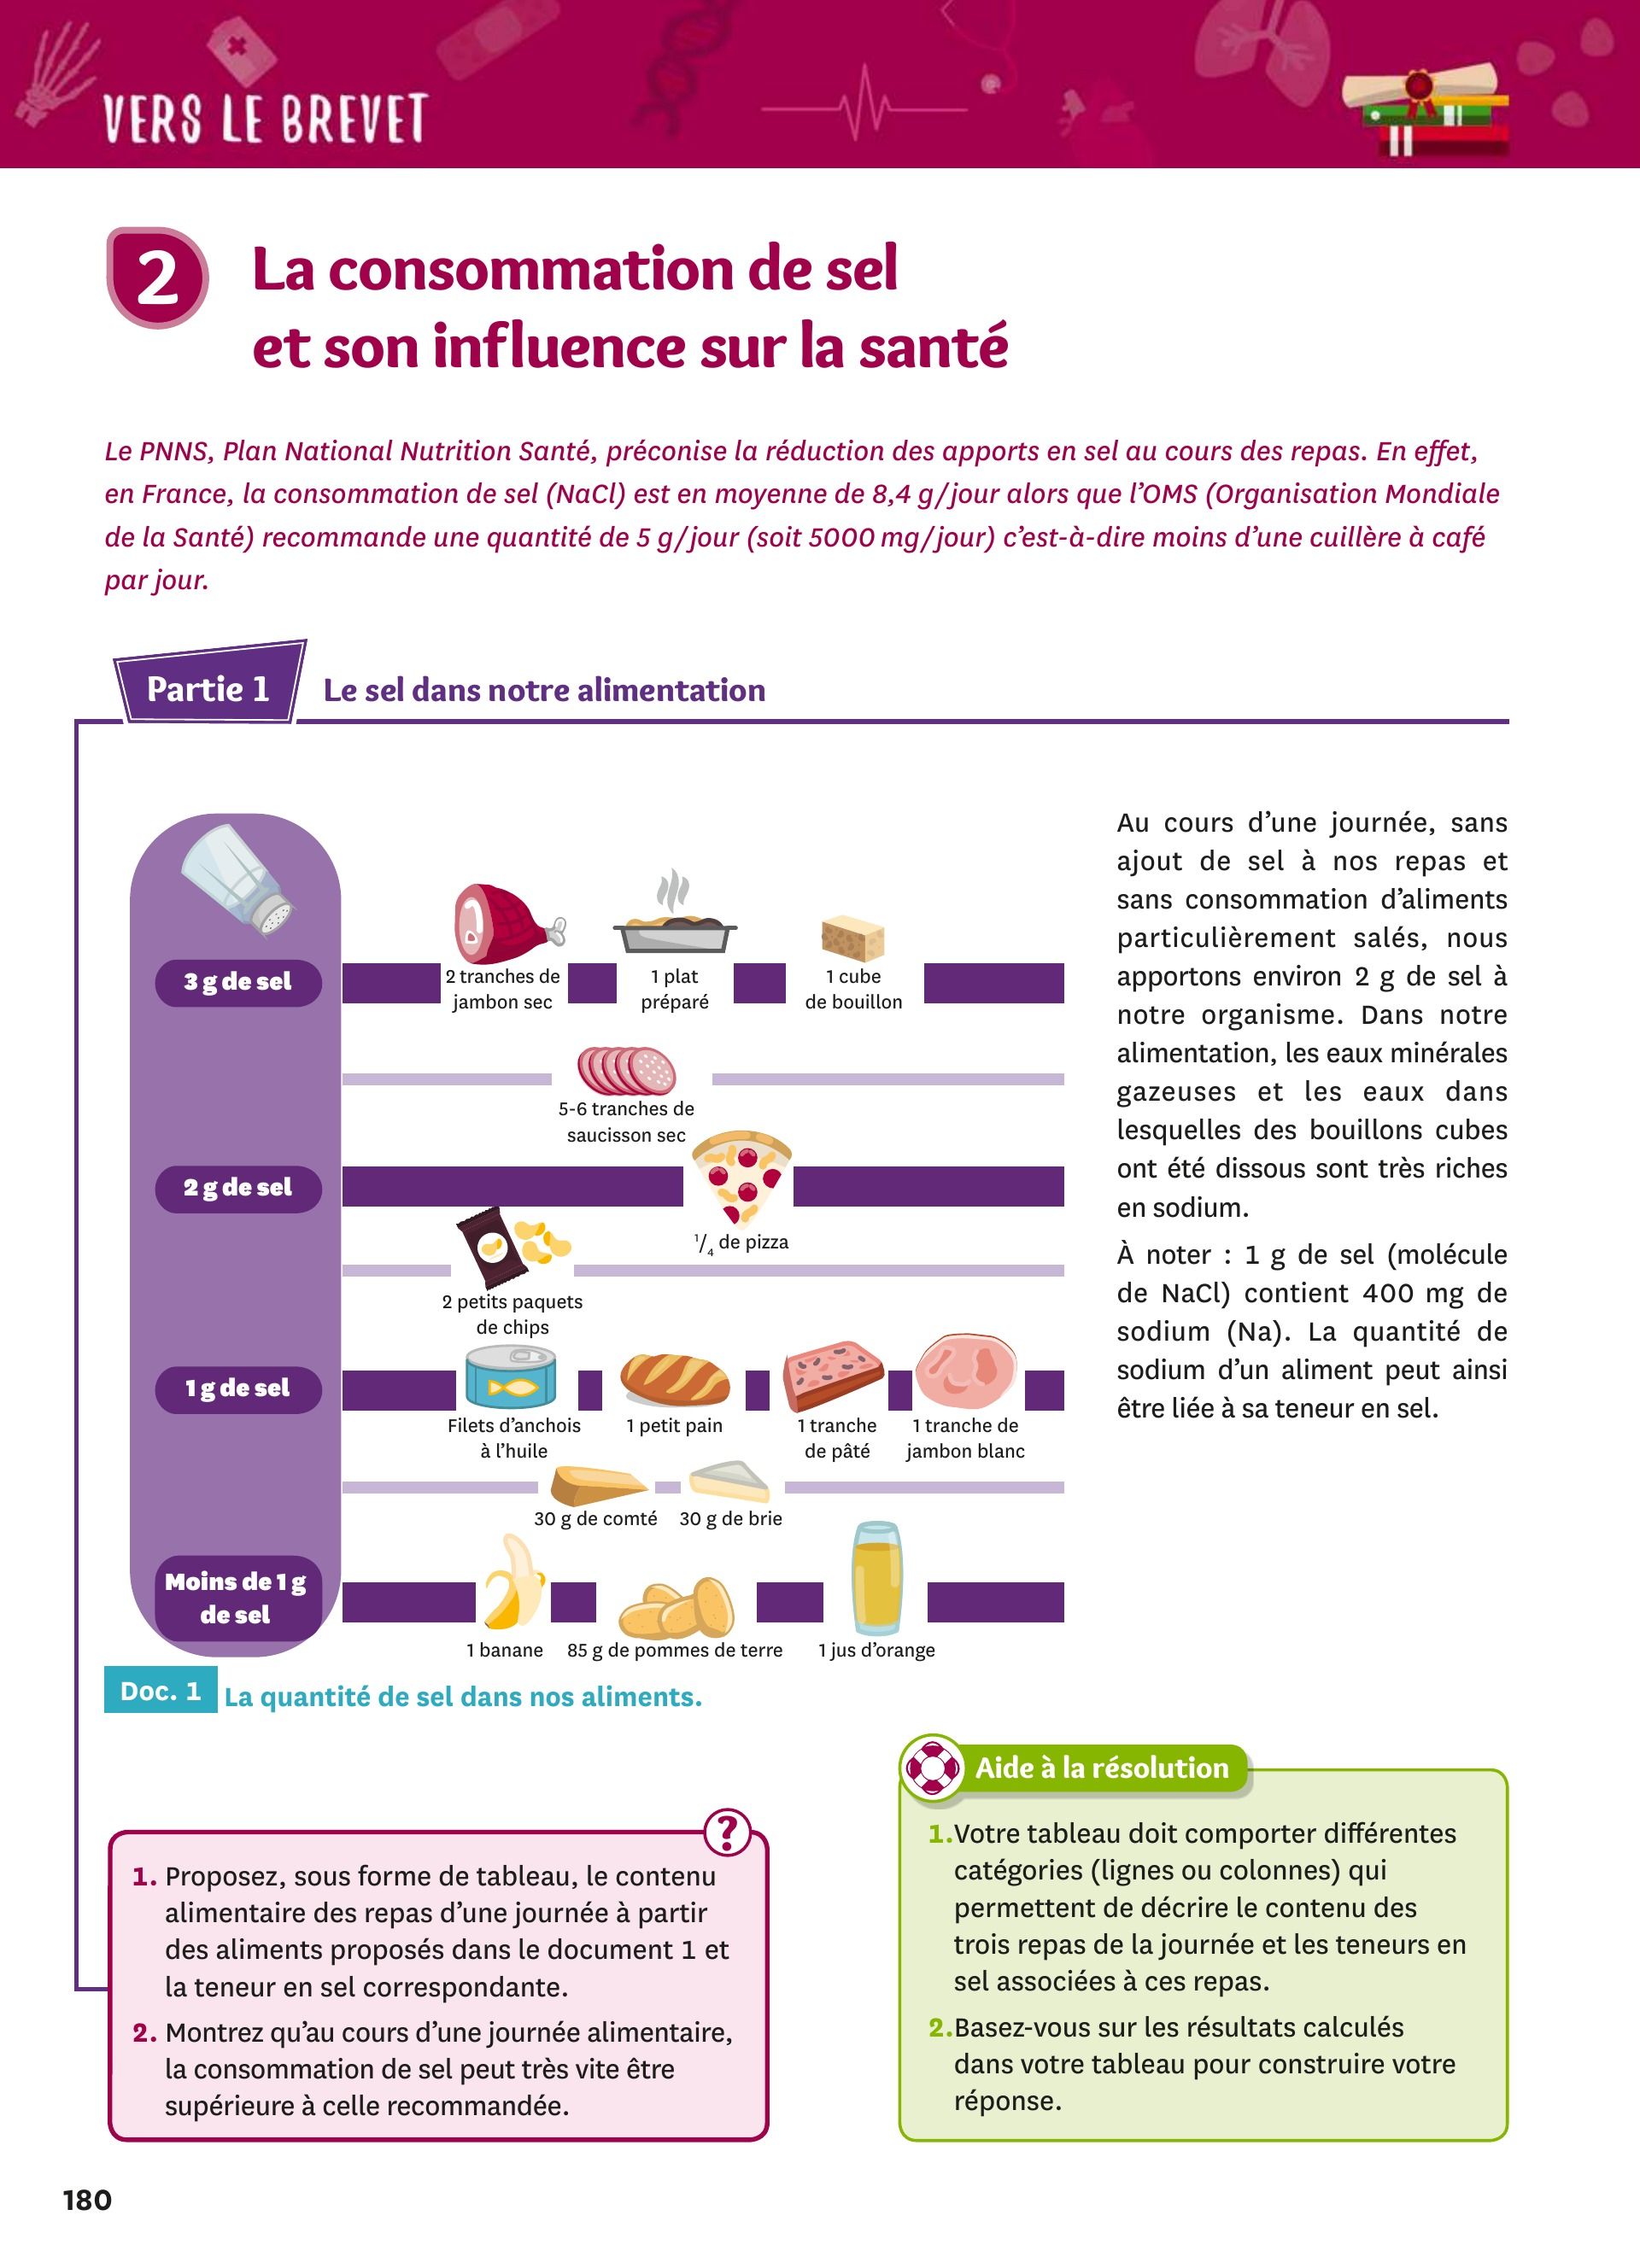 VERS LE BREVET
2
La consommation de sel
et son influence sur la santé
Le PNNS, Plan National Nutrition Santé, préconise la réduction des apports en sel au cours des repas. En effet,
en France, la consommation de sel (NaCl) est en moyenne de 8,4 g/jour alors que l’OMS (Organisation Mondiale
de la Santé) recommande une quantité de 5 g/jour (soit 5000 mg/jour) c’est-à-dire moins d’une cuillère à café
par jour.
Partie 1
Le sel dans notre alimentation
3 g de sel
2 tranches de
jambon sec
1 plat
préparé
1 cube
de bouillon
5-6 tranches de
saucisson sec
2 g de sel
1/4 de pizza
2 petits paquets
de chips
1 g de sel
Filets d’anchois
à l’huile
1 petit pain
1 tranche
de pâté
1 tranche de
jambon blanc
30 g de comté
30 g de brie
Moins de 1 g
de sel
1 banane
85 g de pommes de terre
1 jus d’orange
Doc. 1
La quantité de sel dans nos aliments.
Au cours d’une journée, sans
ajout de sel à nos repas et
sans consommation d’aliments
particulièrement salés, nous
apportons environ 2 g de sel à
notre organisme. Dans notre
alimentation, les eaux minérales
gazeuses et les eaux dans
lesquelles des bouillons cubes
ont été dissous sont très riches
en sodium.
À noter : 1 g de sel (molécule
de NaCl) contient 400 mg de
sodium (Na). La quantité de
sodium d’un aliment peut ainsi
être liée à sa teneur en sel.
?
1. Proposez, sous forme de tableau, le contenu
alimentaire des repas d’une journée à partir
des aliments proposés dans le document 1 et
la teneur en sel correspondante.
2. Montrez qu’au cours d’une journée alimentaire,
la consommation de sel peut très vite être
supérieure à celle recommandée.
Aide à la résolution
1.Votre tableau doit comporter différentes
catégories (lignes ou colonnes) qui
permettent de décrire le contenu des
trois repas de la journée et les teneurs en
sel associées à ces repas.
2.Basez-vous sur les résultats calculés
dans votre tableau pour construire votre
réponse.
180